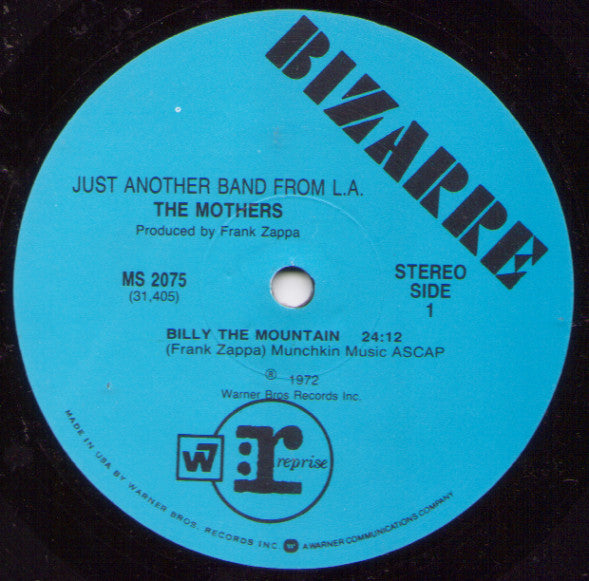 BIZARRE
JUST ANOTHER BAND FROM L.A.
THE MOTHERS
Produced by Frank Zappa
MS 2075
(31,405)
STEREO
SIDE
1
BILLY THE MOUNTAIN 24:12
(Frank Zappa) Munchkin Music ASCAP
℗ 1972
Warner Bros Records Inc.
W7
r:
reprise
MADE IN USA BY WARNER BROS. RECORDS INC. A WARNER COMMUNICATIONS COMPANY